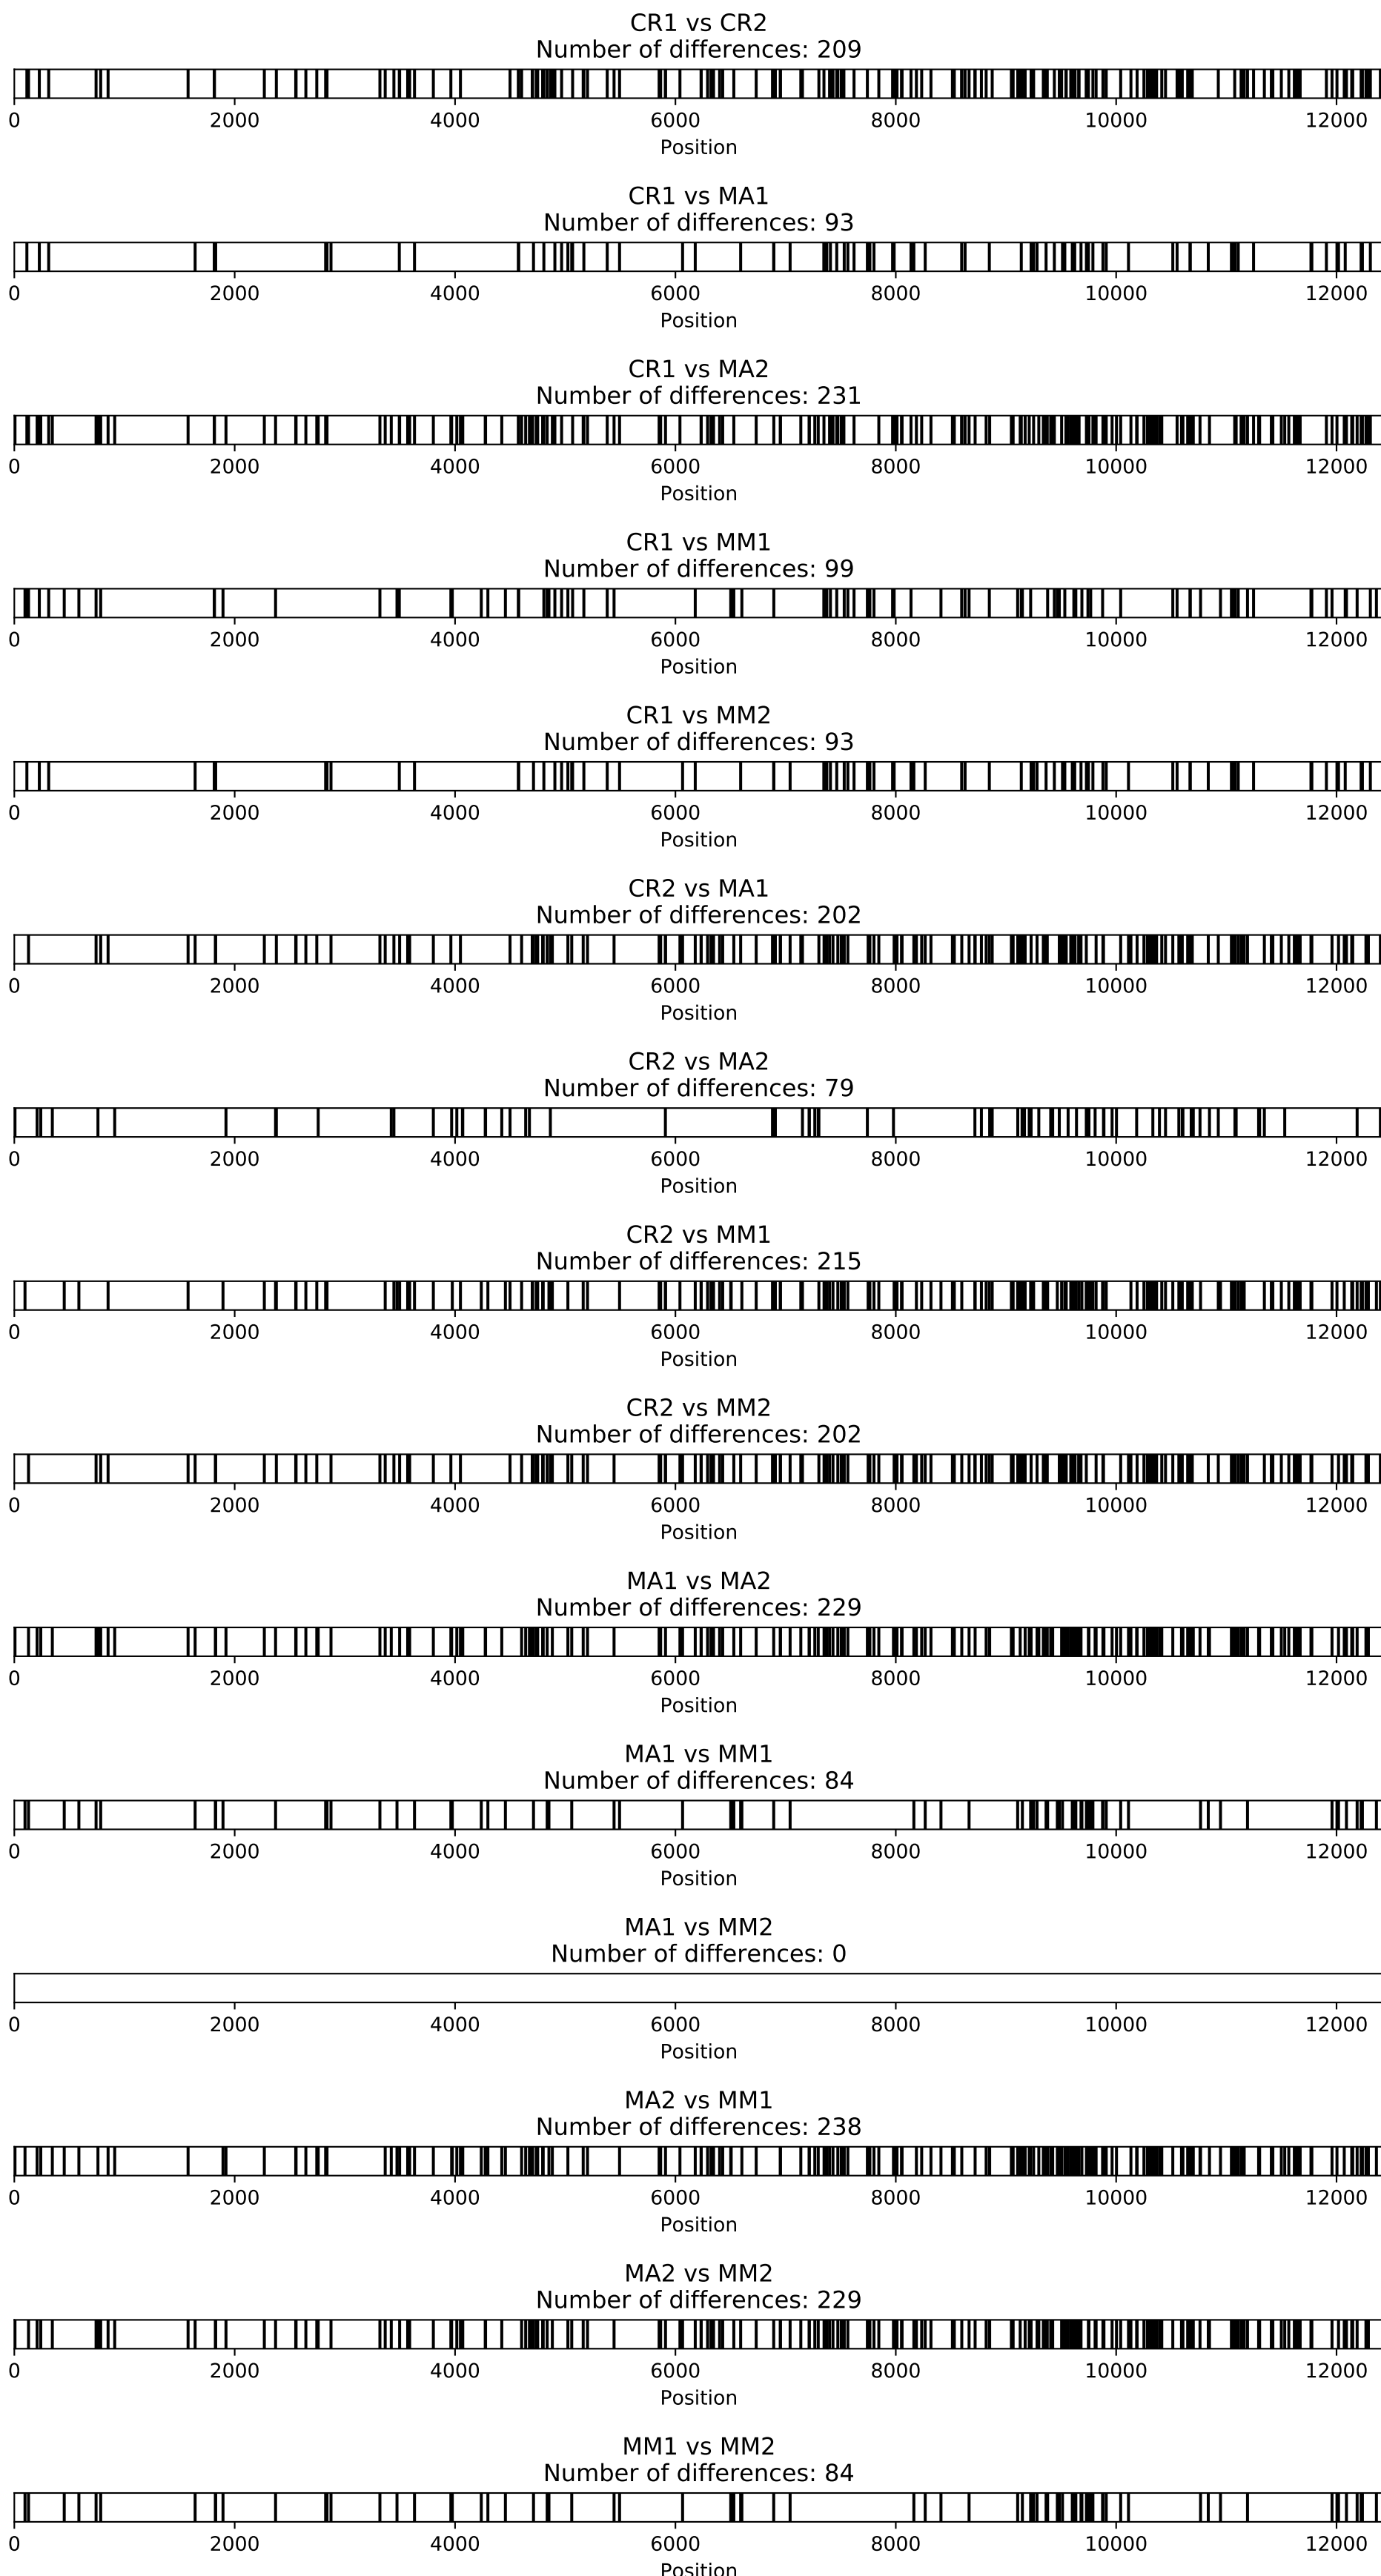 CR1 vs CR2
Number of differences: 209
0 2000 4000 6000 8000 10000 12000
Position
CR1 vs MA1
Number of differences: 93
0 2000 4000 6000 8000 10000 12000
Position
CR1 vs MA2
Number of differences: 231
0 2000 4000 6000 8000 10000 12000
Position
CR1 vs MM1
Number of differences: 99
0 2000 4000 6000 8000 10000 12000
Position
CR1 vs MM2
Number of differences: 93
0 2000 4000 6000 8000 10000 12000
Position
CR2 vs MA1
Number of differences: 202
0 2000 4000 6000 8000 10000 12000
Position
CR2 vs MA2
Number of differences: 79
0 2000 4000 6000 8000 10000 12000
Position
CR2 vs MM1
Number of differences: 215
0 2000 4000 6000 8000 10000 12000
Position
CR2 vs MM2
Number of differences: 202
0 2000 4000 6000 8000 10000 12000
Position
MA1 vs MA2
Number of differences: 229
0 2000 4000 6000 8000 10000 12000
Position
MA1 vs MM1
Number of differences: 84
0 2000 4000 6000 8000 10000 12000
Position
MA1 vs MM2
Number of differences: 0
0 2000 4000 6000 8000 10000 12000
Position
MA2 vs MM1
Number of differences: 238
0 2000 4000 6000 8000 10000 12000
Position
MA2 vs MM2
Number of differences: 229
0 2000 4000 6000 8000 10000 12000
Position
MM1 vs MM2
Number of differences: 84
0 2000 4000 6000 8000 10000 12000
Position